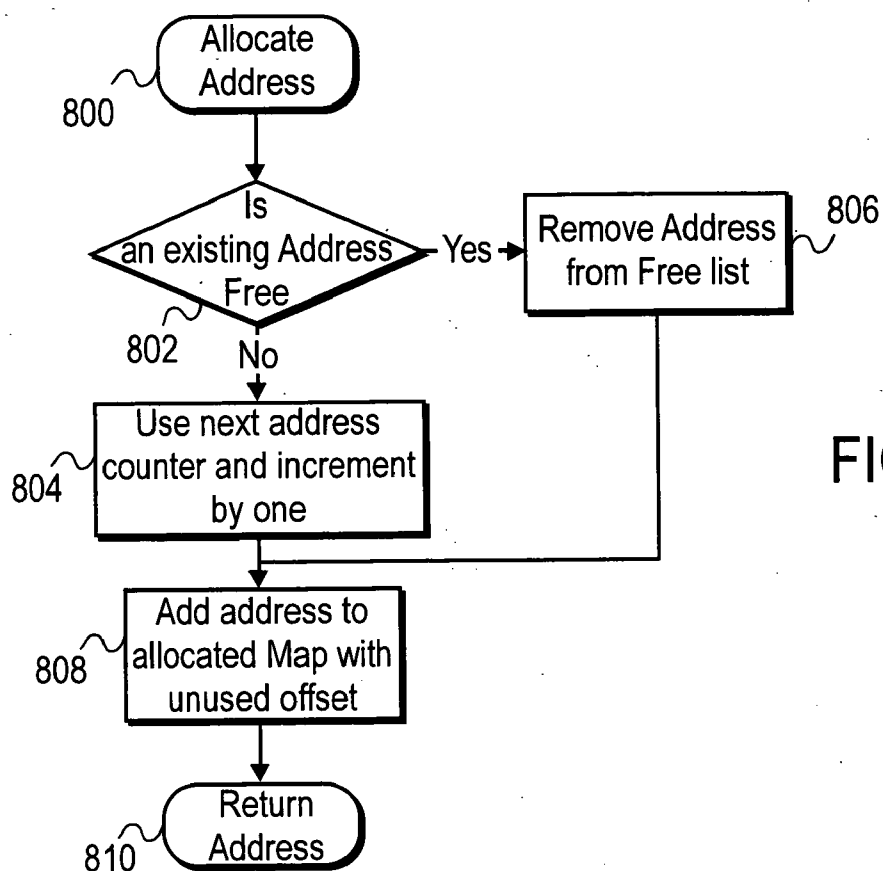 Allocate
Address
800
Is
an existing Address
Free
802
Yes
Remove Address
from Free list
806
No
Use next address
counter and increment
by one
804
Add address to
allocated Map with
unused offset
808
Return
Address
810